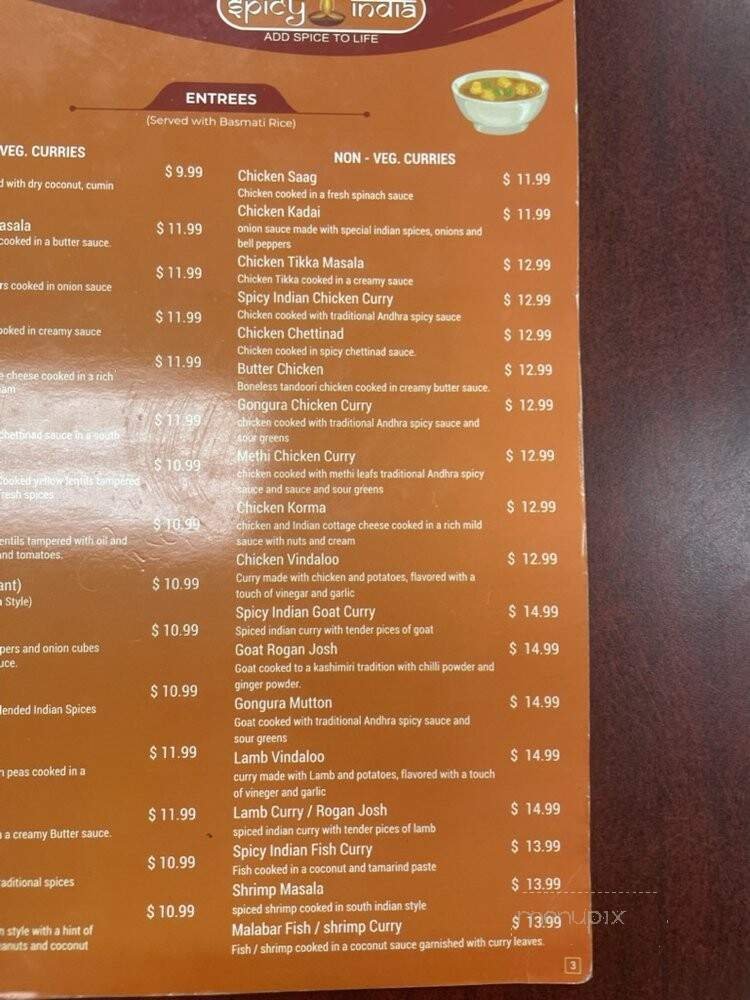 spicy india
ADD SPICE TO LIFE
ENTREES
(Served with Basmati Rice)
VEG. CURRIES
$ 9.99
d with dry coconut, cumin
asala
$ 11.99
cooked in a butter sauce.
$ 11.99
rs cooked in onion sauce
$ 11.99
ooked in creamy sauce
$ 11.99
e cheese cooked in a rich
am
$ 11.99
chettinad sauce in a south
$ 10.99
Cooked yellow lentils tampered
fresh spices
$ 10.99
entils tampered with oil and
and tomatoes.
ant)
$ 10.99
Style)
$ 10.99
pers and onion cubes
uce.
$ 10.99
lended Indian Spices
$ 11.99
n peas cooked in a
$ 11.99
a creamy Butter sauce.
$ 10.99
aditional spices
$ 10.99
n style with a hint of
anuts and coconut
NON - VEG. CURRIES
Chicken Saag $ 11.99
Chicken cooked in a fresh spinach sauce
Chicken Kadai $ 11.99
onion sauce made with special indian spices, onions and
bell peppers
Chicken Tikka Masala $ 12.99
Chicken Tikka cooked in a creamy sauce
Spicy Indian Chicken Curry $ 12.99
Chicken cooked with traditional Andhra spicy sauce
Chicken Chettinad $ 12.99
Chicken cooked in spicy chettinad sauce.
Butter Chicken $ 12.99
Boneless tandoori chicken cooked in creamy butter sauce.
Gongura Chicken Curry $ 12.99
chicken cooked with traditional Andhra spicy sauce and
sour greens
Methi Chicken Curry $ 12.99
chicken cooked with methi leafs traditional Andhra spicy
sauce and sauce and sour greens
Chicken Korma $ 12.99
chicken and Indian cottage cheese cooked in a rich mild
sauce with nuts and cream
Chicken Vindaloo $ 12.99
Curry made with chicken and potatoes, flavored with a
touch of vinegar and garlic
Spicy Indian Goat Curry $ 14.99
Spiced indian curry with tender pices of goat
Goat Rogan Josh $ 14.99
Goat cooked to a kashimiri tradition with chilli powder and
ginger powder.
Gongura Mutton $ 14.99
Goat cooked with traditional Andhra spicy sauce and
sour greens
Lamb Vindaloo $ 14.99
curry made with Lamb and potatoes, flavored with a touch
of vineger and garlic
Lamb Curry / Rogan Josh $ 14.99
spiced indian curry with tender pices of lamb
Spicy Indian Fish Curry $ 13.99
Fish cooked in a coconut and tamarind paste
Shrimp Masala $ 13.99
spiced shrimp cooked in south indian style
Malabar Fish / shrimp Curry $ 13.99
Fish / shrimp cooked in a coconut sauce garnished with curry leaves.
menupix
3